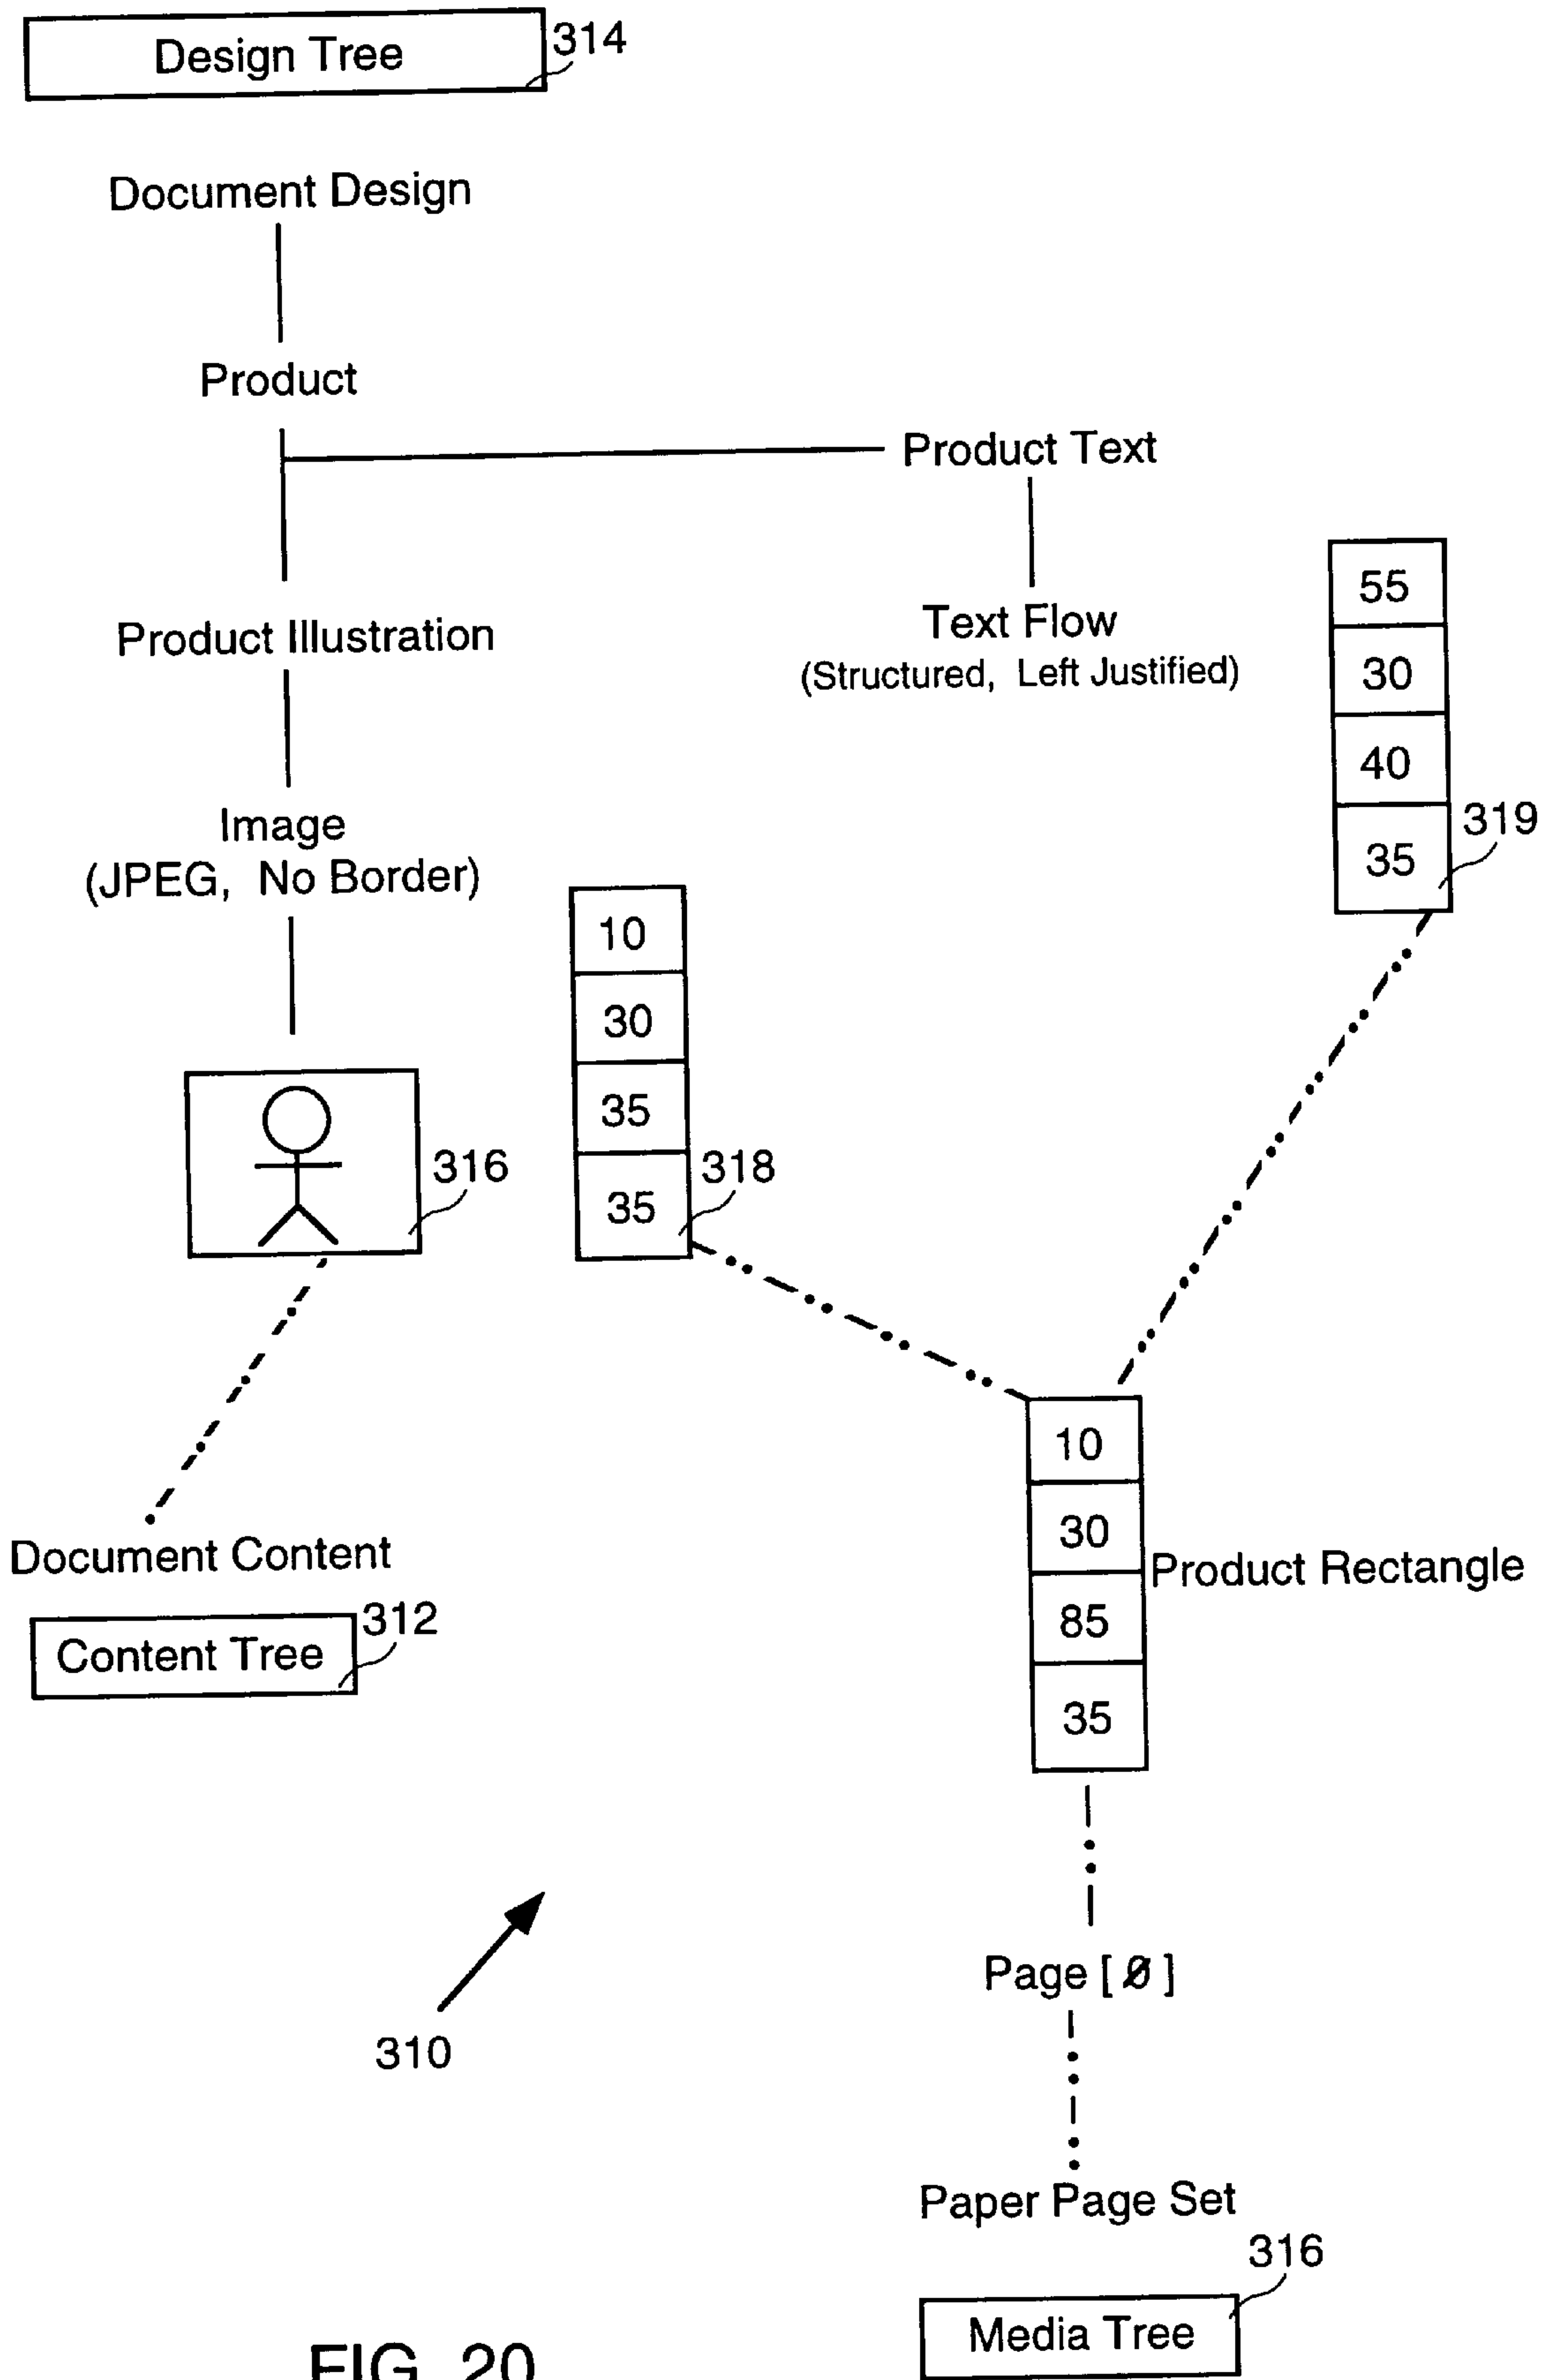 Design Tree
314
Document Design
Product
Product Text
Product Illustration
Text Flow
(Structured, Left Justified)
55
30
40
35
319
Image
(JPEG, No Border)
10
30
35
35
318
316
10
30
85
35
Product Rectangle
Document Content
Content Tree
312
310
Page [ Ø ]
Paper Page Set
316
Media Tree
FIG. 20